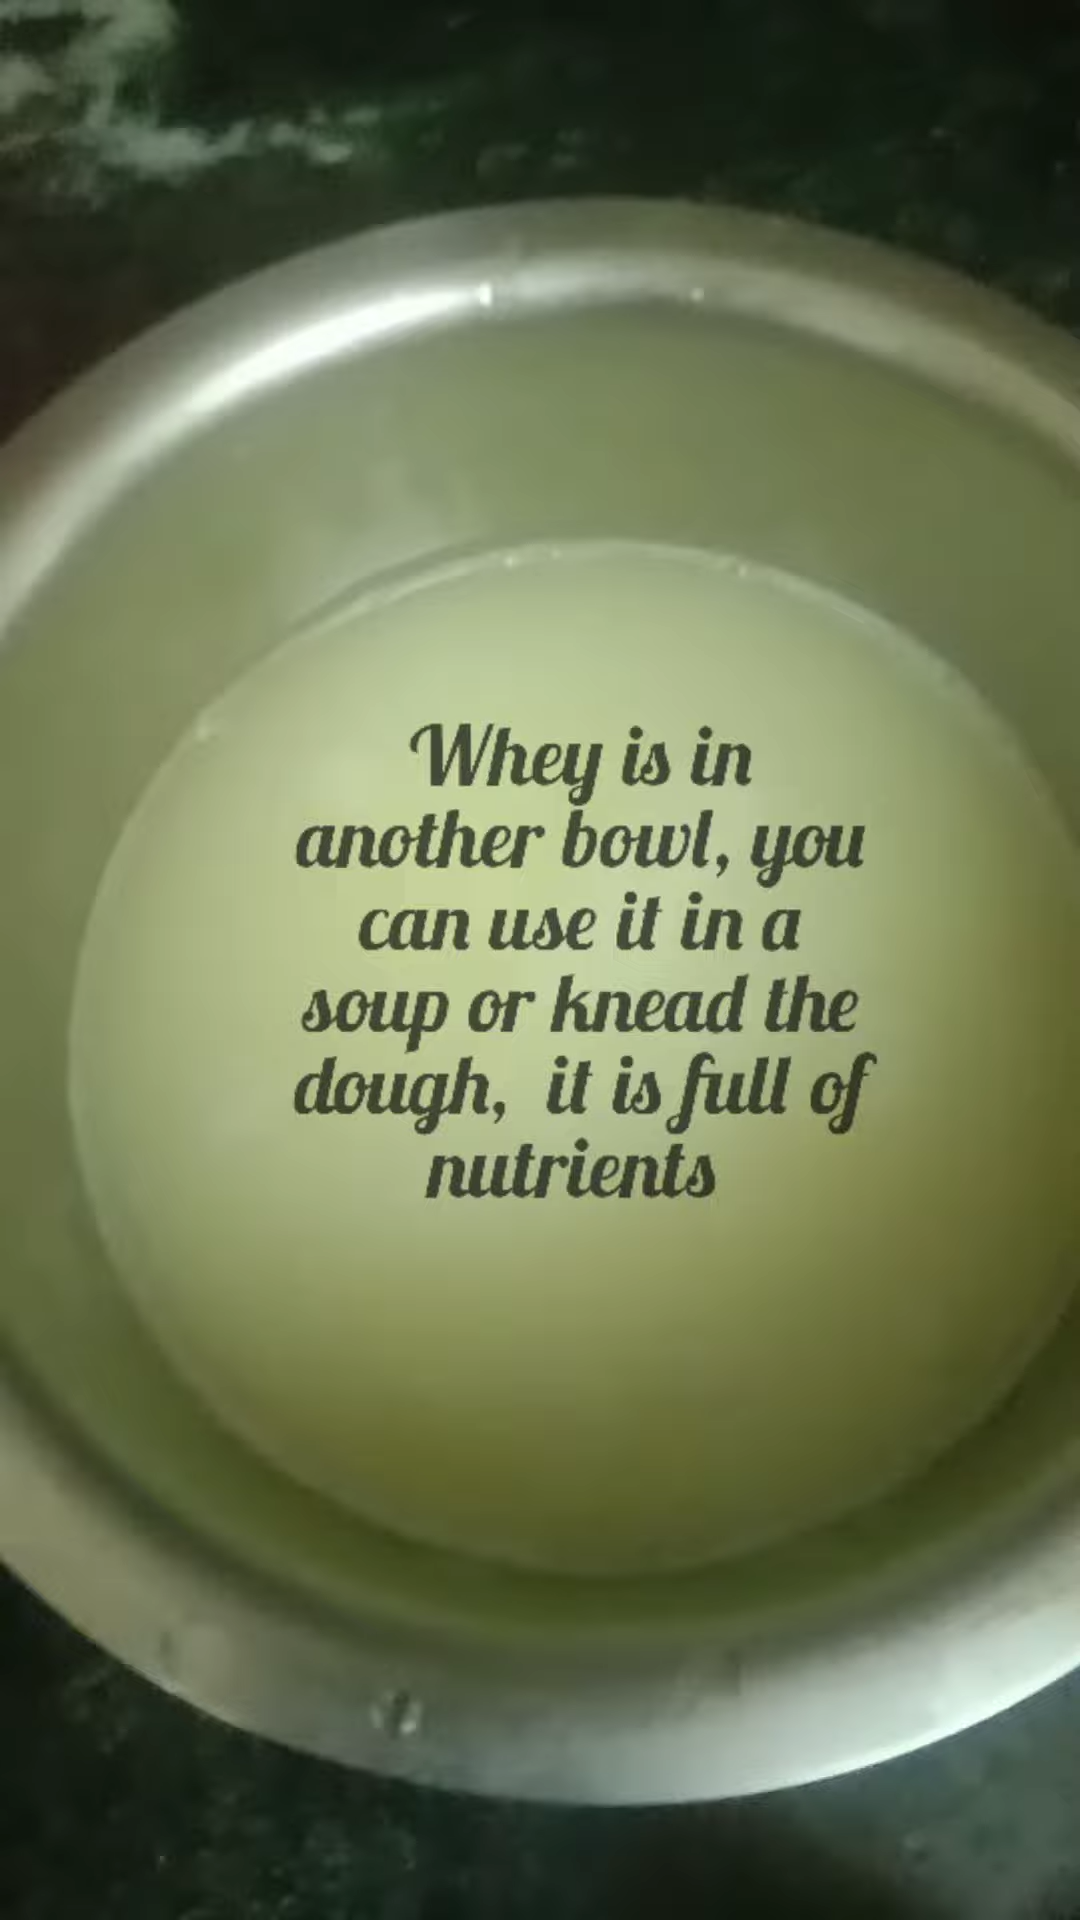 Whey is in
another bowl, you
can use it in a
soup or knead the
dough, it is full of
nutrients